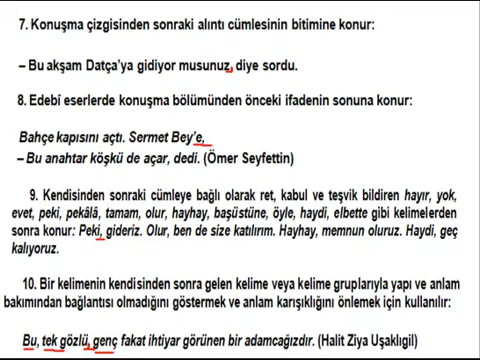 7. Konuşma çizgisinden sonraki alıntı cümlesinin bitimine konur:
– Bu akşam Datça’ya gidiyor musunuz, diye sordu.
8. Edebî eserlerde konuşma bölümünden önceki ifadenin sonuna konur:
Bahçe kapısını açtı. Sermet Bey’e,
– Bu anahtar köşkü de açar, dedi. (Ömer Seyfettin)
9. Kendisinden sonraki cümleye bağlı olarak ret, kabul ve teşvik bildiren hayır, yok,
evet, peki, pekâlâ, tamam, olur, hayhay, başüstüne, öyle, haydi, elbette gibi kelimelerden
sonra konur: Peki, gideriz. Olur, ben de size katılırım. Hayhay, memnun oluruz. Haydi, geç
kalıyoruz.
10. Bir kelimenin kendisinden sonra gelen kelime veya kelime gruplarıyla yapı ve anlam
bakımından bağlantısı olmadığını göstermek ve anlam karışıklığını önlemek için kullanılır:
Bu, tek gözlü, genç fakat ihtiyar görünen bir adamcağızdır. (Halit Ziya Uşaklıgil)